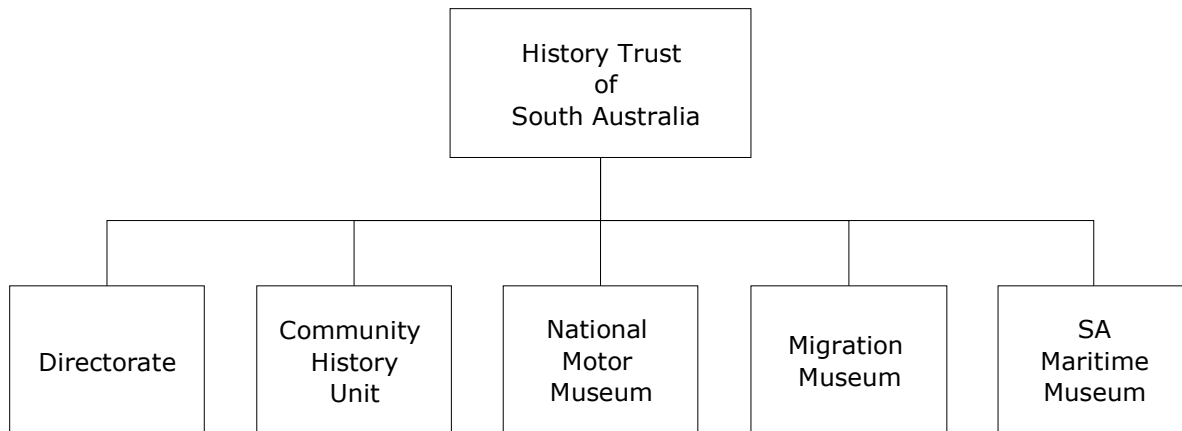 History Trust
of
South Australia
Directorate
Community
History
Unit
National
Motor
Museum
Migration
Museum
SA
Maritime
Museum